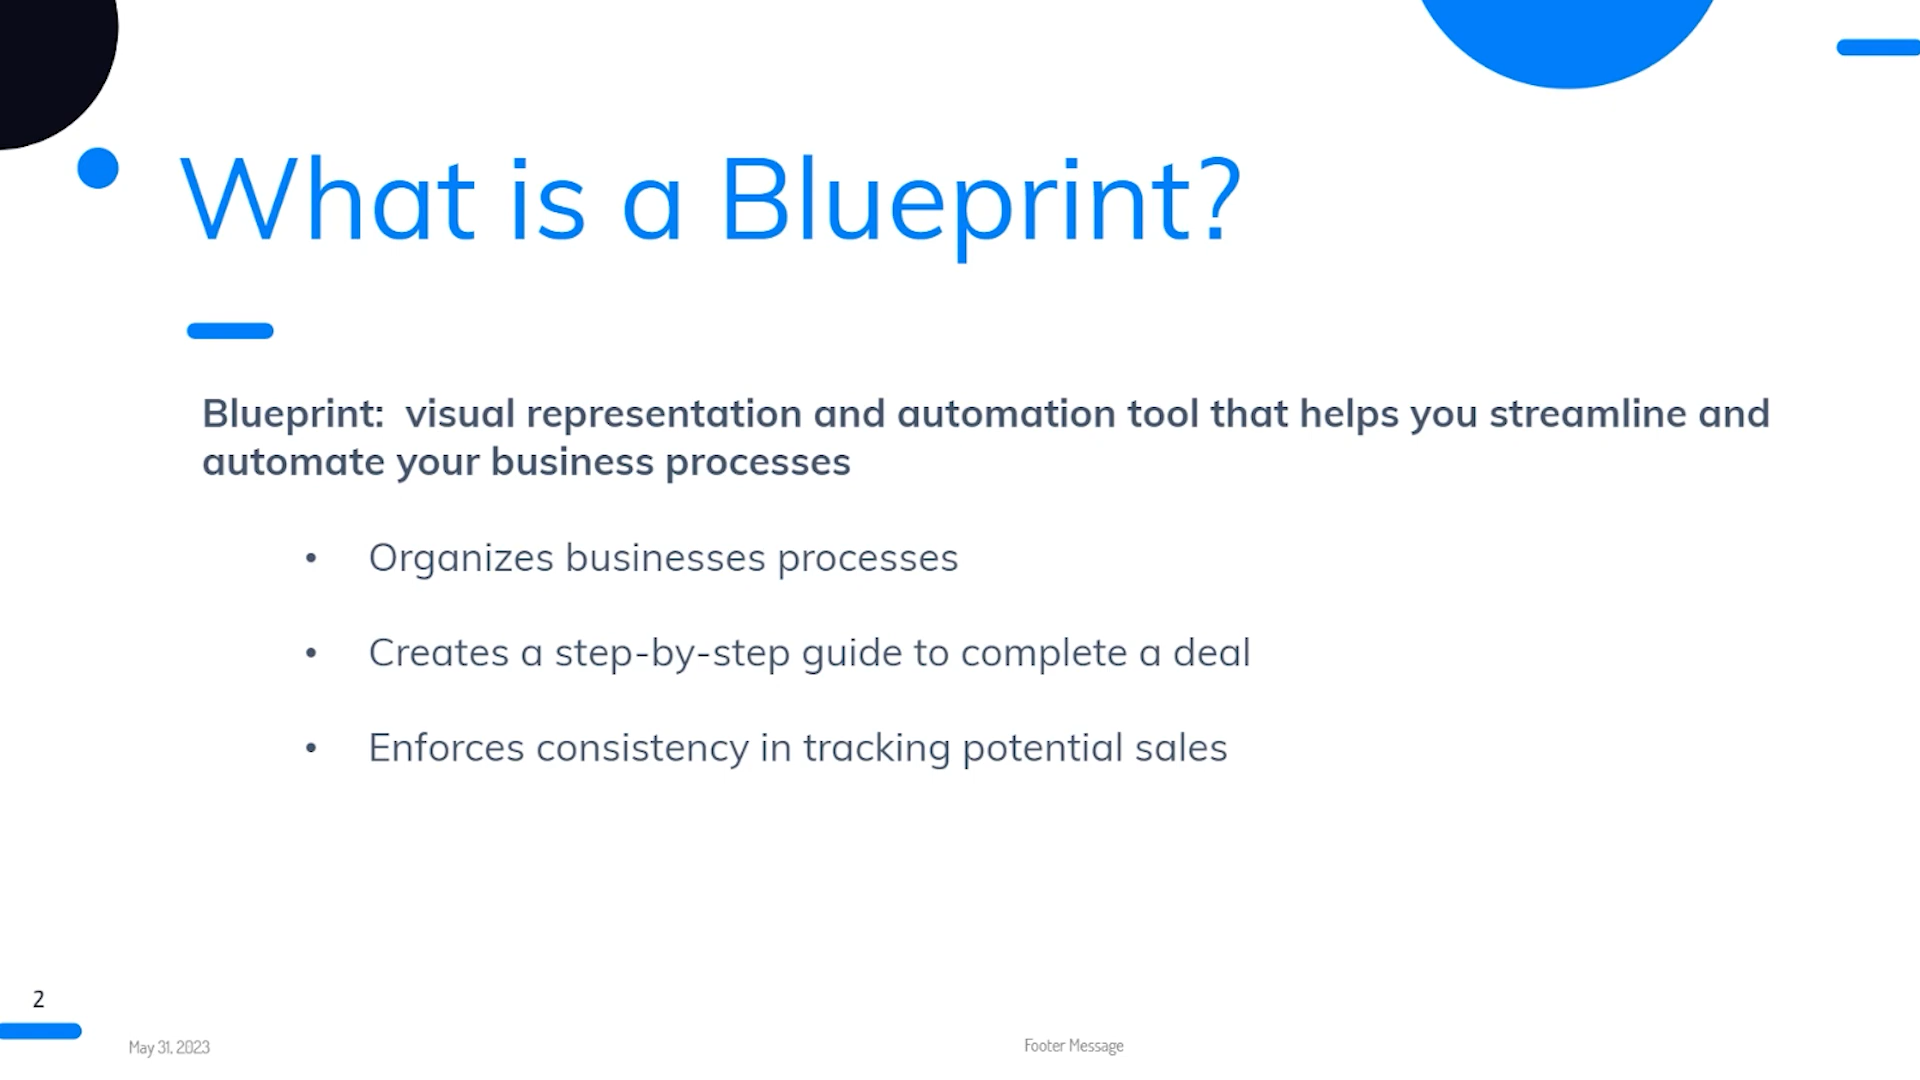 What is a Blueprint?
Blueprint:  visual representation and automation tool that helps you streamline and
automate your business processes
• Organizes businesses processes
• Creates a step-by-step guide to complete a deal
• Enforces consistency in tracking potential sales
2
May 31, 2023
Footer Message